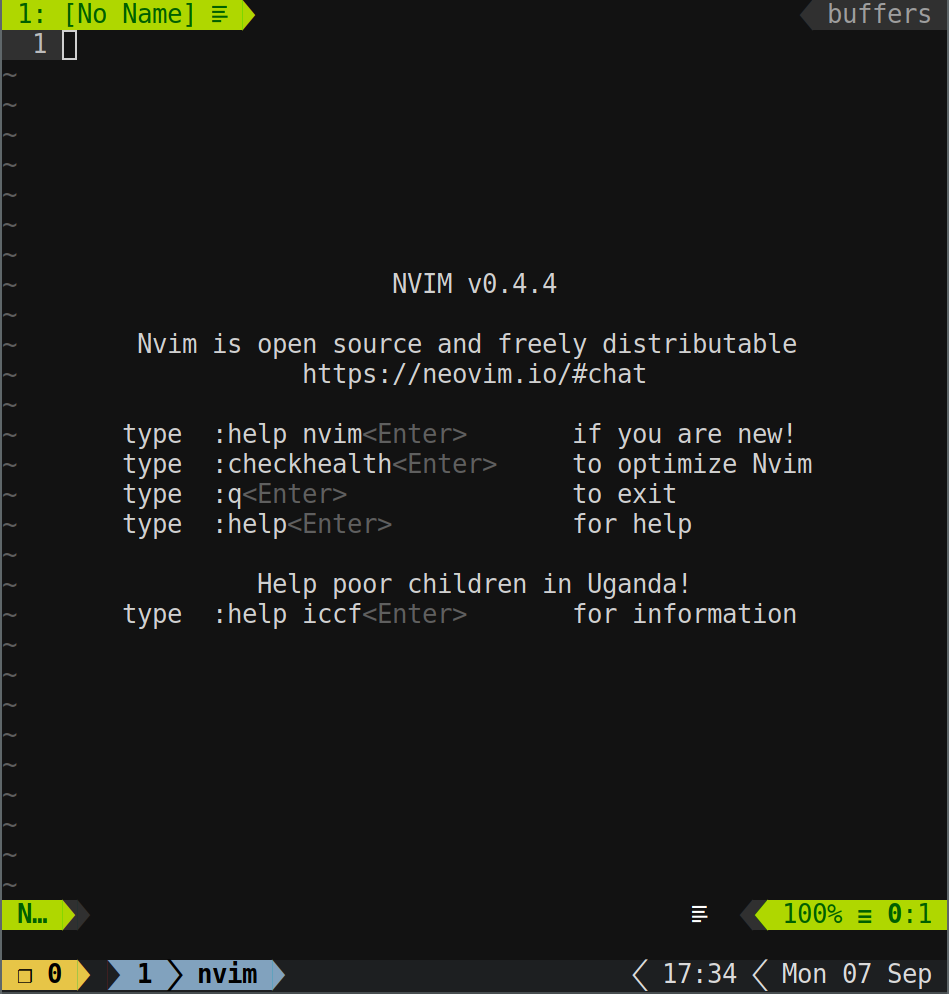 1: [No Name] buffers
1
~
~
~
~
~
~
~
~ NVIM v0.4.4
~
~ Nvim is open source and freely distributable
~ https://neovim.io/#chat
~
~ type :help nvim<Enter> if you are new!
~ type :checkhealth<Enter> to optimize Nvim
~ type :q<Enter> to exit
~ type :help<Enter> for help
~
~ Help poor children in Uganda!
~ type :help iccf<Enter> for information
~
~
~
~
~
~
~
~
~
N… 100% ≡ 0:1
❐ 0 1 nvim 17:34 Mon 07 Sep